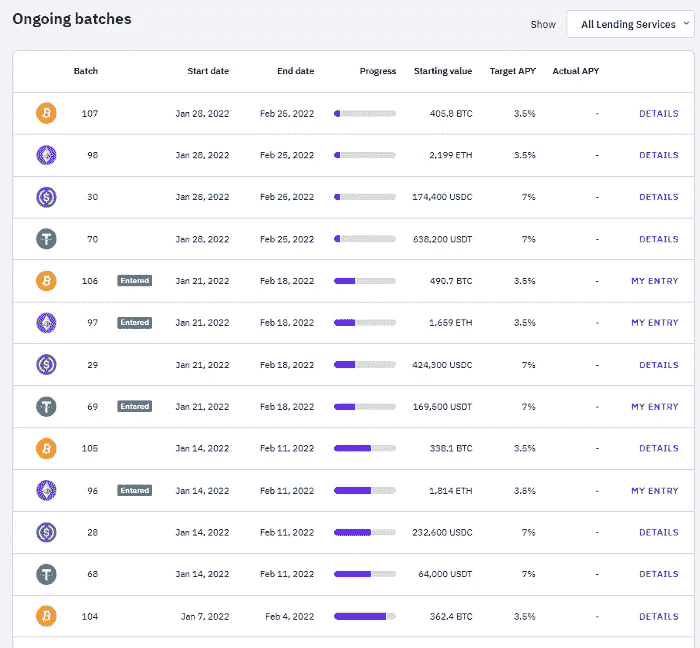 Ongoing batches
Show All Lending Services
Batch Start date End date Progress Starting value Target APY Actual APY
107 Jan 28, 2022 Feb 25, 2022 405.8 BTC 3.5% - DETAILS
98 Jan 28, 2022 Feb 25, 2022 2,199 ETH 3.5% - DETAILS
30 Jan 28, 2022 Feb 25, 2022 174,400 USDC 7% - DETAILS
70 Jan 28, 2022 Feb 25, 2022 638,200 USDT 7% - DETAILS
106 Entered Jan 21, 2022 Feb 18, 2022 490.7 BTC 3.5% - MY ENTRY
97 Entered Jan 21, 2022 Feb 18, 2022 1,659 ETH 3.5% - MY ENTRY
29 Jan 21, 2022 Feb 18, 2022 424,300 USDC 7% - DETAILS
69 Entered Jan 21, 2022 Feb 18, 2022 169,500 USDT 7% - MY ENTRY
105 Jan 14, 2022 Feb 11, 2022 338.1 BTC 3.5% - DETAILS
96 Entered Jan 14, 2022 Feb 11, 2022 1,814 ETH 3.5% - MY ENTRY
28 Jan 14, 2022 Feb 11, 2022 232,600 USDC 7% - DETAILS
68 Jan 14, 2022 Feb 11, 2022 64,000 USDT 7% - DETAILS
104 Jan 7, 2022 Feb 4, 2022 362.4 BTC 3.5% - DETAILS